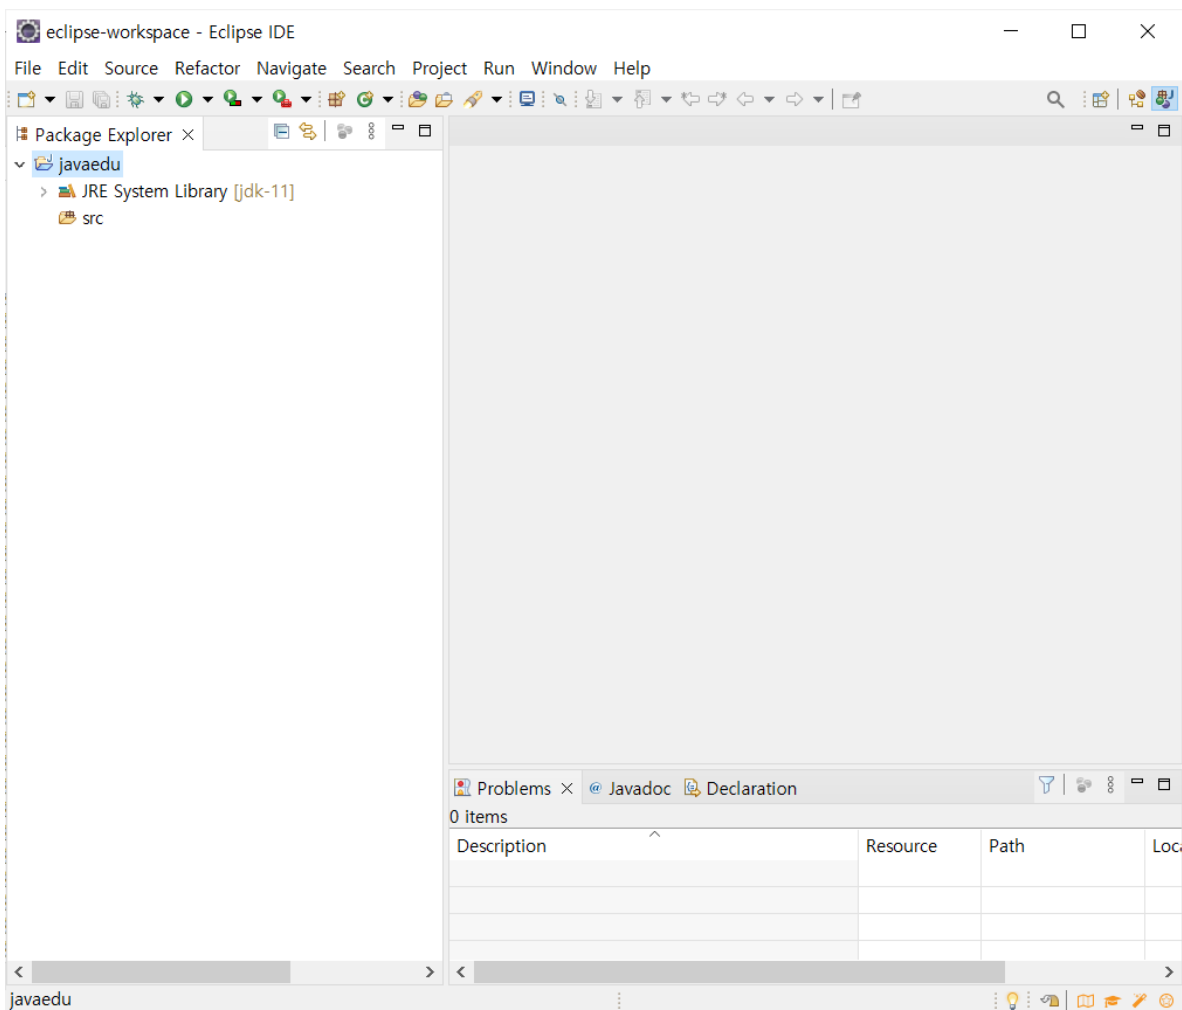 eclipse-workspace - Eclipse IDE
File Edit Source Refactor Navigate Search Project Run Window Help
Package Explorer
javaedu
JRE System Library [jdk-11]
src
Problems @ Javadoc Declaration
0 items
Description Resource Path Loca
javaedu